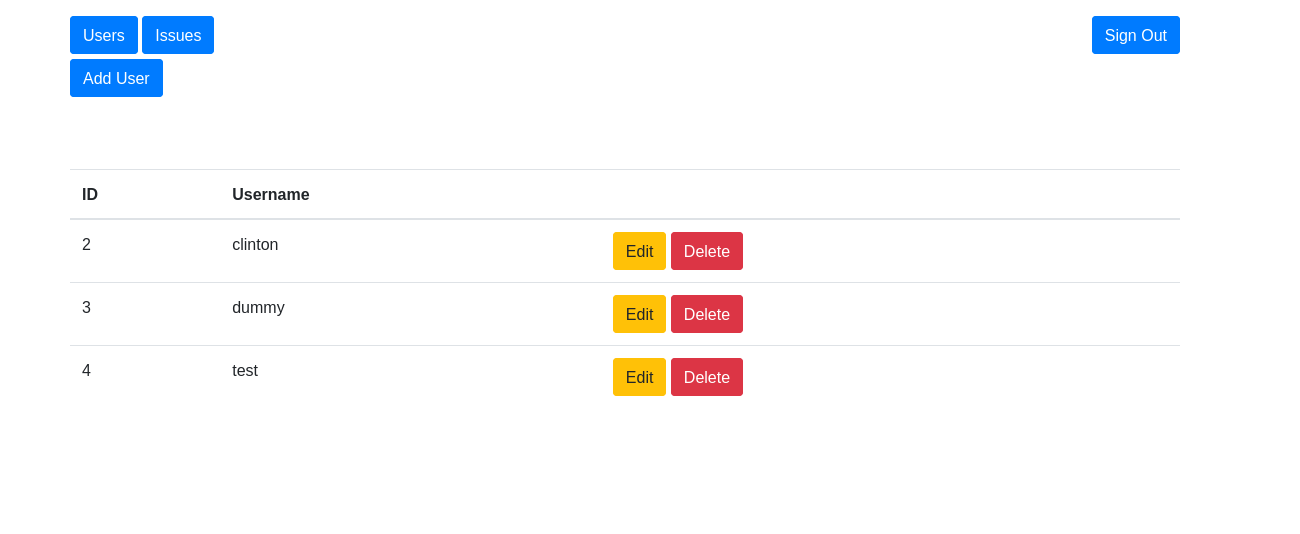 Users Issues Sign Out
Add User
ID Username
2 clinton Edit Delete
3 dummy Edit Delete
4 test Edit Delete